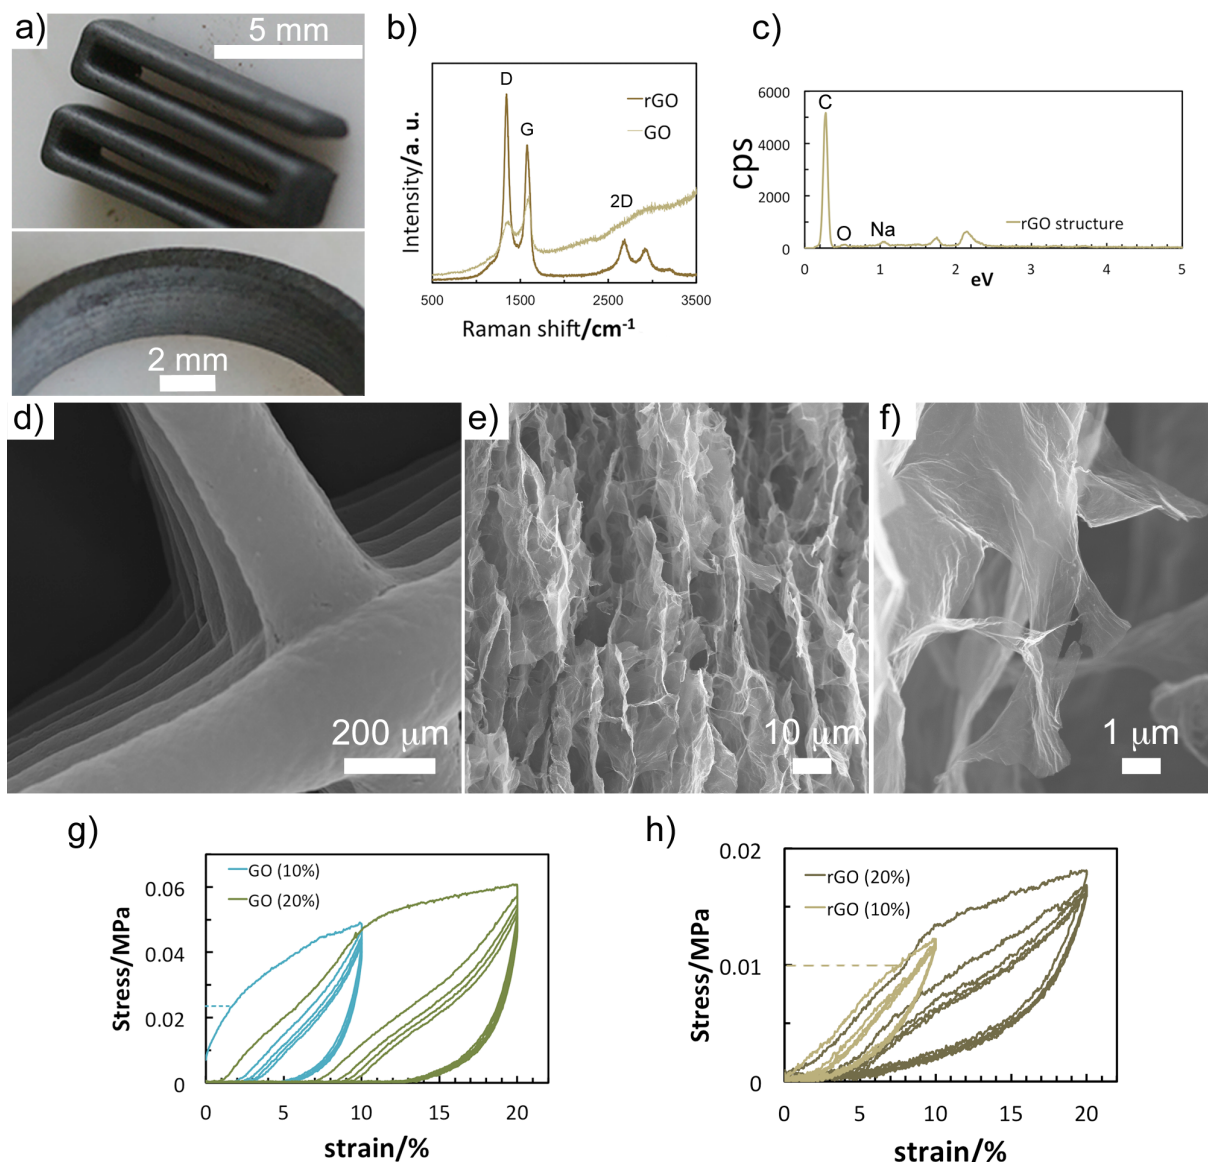 a)
5 mm
2 mm
b)
D
G
2D
rGO
GO
Intensity/a. u.
500
1500
2500
3500
Raman shift/cm⁻¹
c)
6000
4000
2000
0
cps
C
O
Na
rGO structure
0
1
2
3
4
5
eV
d)
200 μm
e)
10 μm
f)
1 μm
g)
GO (10%)
GO (20%)
0.06
0.04
0.02
0
Stress/MPa
0
5
10
15
20
strain/%
h)
0.02
0.01
0
Stress/MPa
rGO (20%)
rGO (10%)
0
5
10
15
20
strain/%